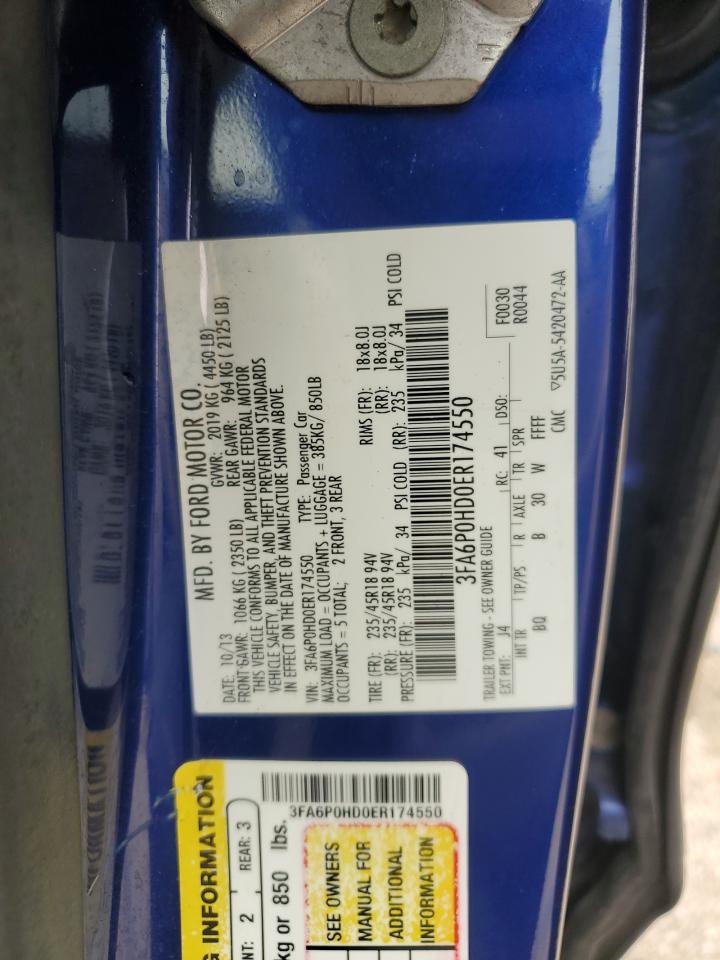 MFD. BY FORD MOTOR CO.
DATE: 10/13 GVWR: 2019 KG ( 4450 LB)
FRONT GAWR: 1066 KG ( 2350 LB) REAR GAWR: 964 KG ( 2125 LB)
THIS VEHICLE CONFORMS TO ALL APPLICABLE FEDERAL MOTOR
VEHICLE SAFETY, BUMPER, AND THEFT PREVENTION STANDARDS
IN EFFECT ON THE DATE OF MANUFACTURE SHOWN ABOVE.
VIN: 3FA6P0HD0ER174550 TYPE: Passenger Car
MAXIMUM LOAD = OCCUPANTS + LUGGAGE = 385KG/ 850LB
OCCUPANTS = 5 TOTAL; 2 FRONT, 3 REAR
TIRE (FR): 235/45R18 94V RIMS (FR): 18x8.0J
(RR): 235/45R18 94V (RR): 18x8.0J
PRESSURE (FR): 235 kPa/ 34 PSI COLD (RR): 235 kPa/ 34 PSI COLD
3FA6P0HD0ER174550
TRAILER TOWING - SEE OWNER GUIDE
F0030
R0044
EXT PNT: J4 RC: 41 DSO:
INT TR TP/PS R AXLE TR SPR
BQ B 30 W FFFF
CMC ▽5U5A-5420472-AA
INFORMATION
2 REAR: 3
kg or 850 lbs.
3FA6P0HD0ER174550
SEE OWNERS
MANUAL FOR
ADDITIONAL
INFORMATION